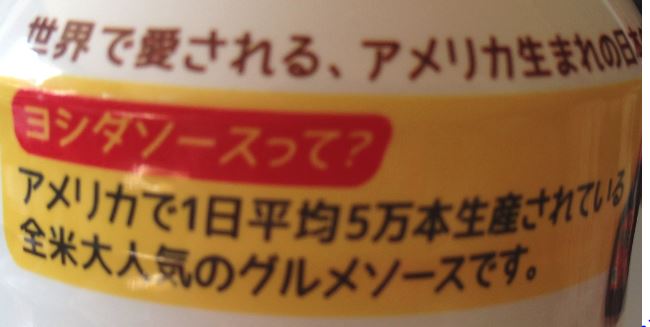 世界で愛される、アメリカ生まれの日本
ヨシダソースって?
アメリカで1日平均5万本生産されている
全米大人気のグルメソースです。